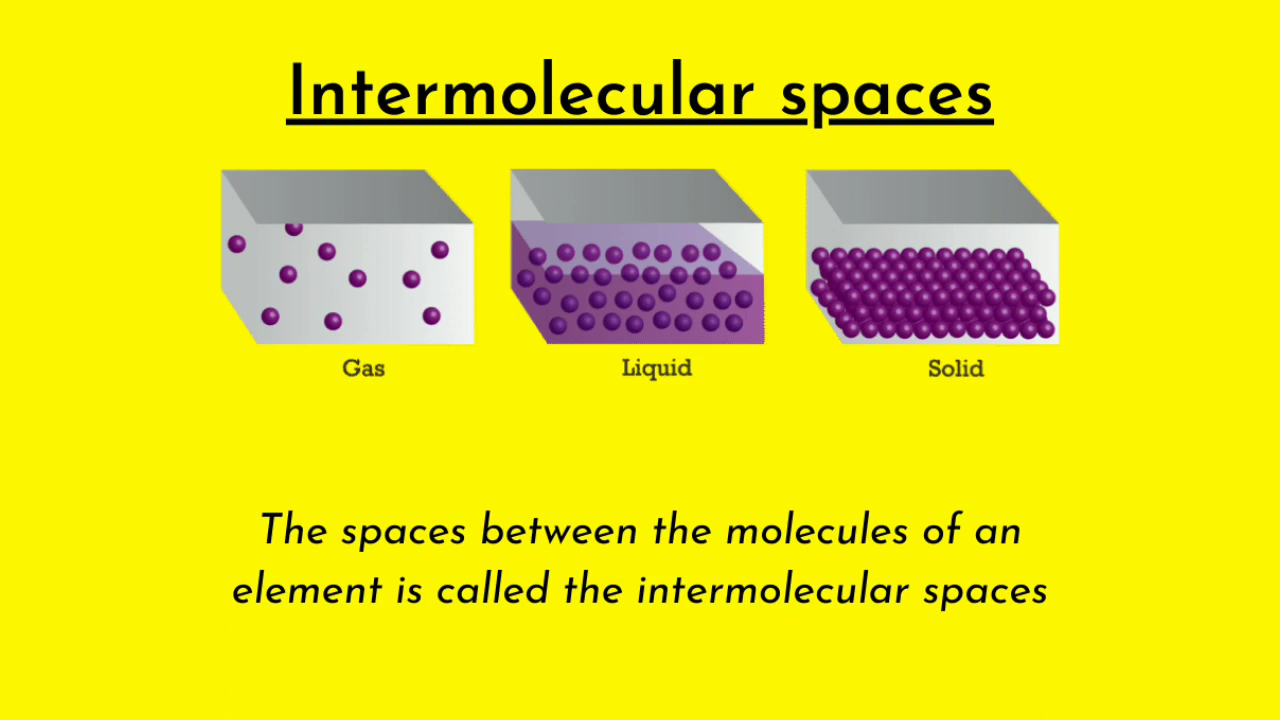 Intermolecular spaces
Gas
Liquid
Solid
The spaces between the molecules of an
element is called the intermolecular spaces